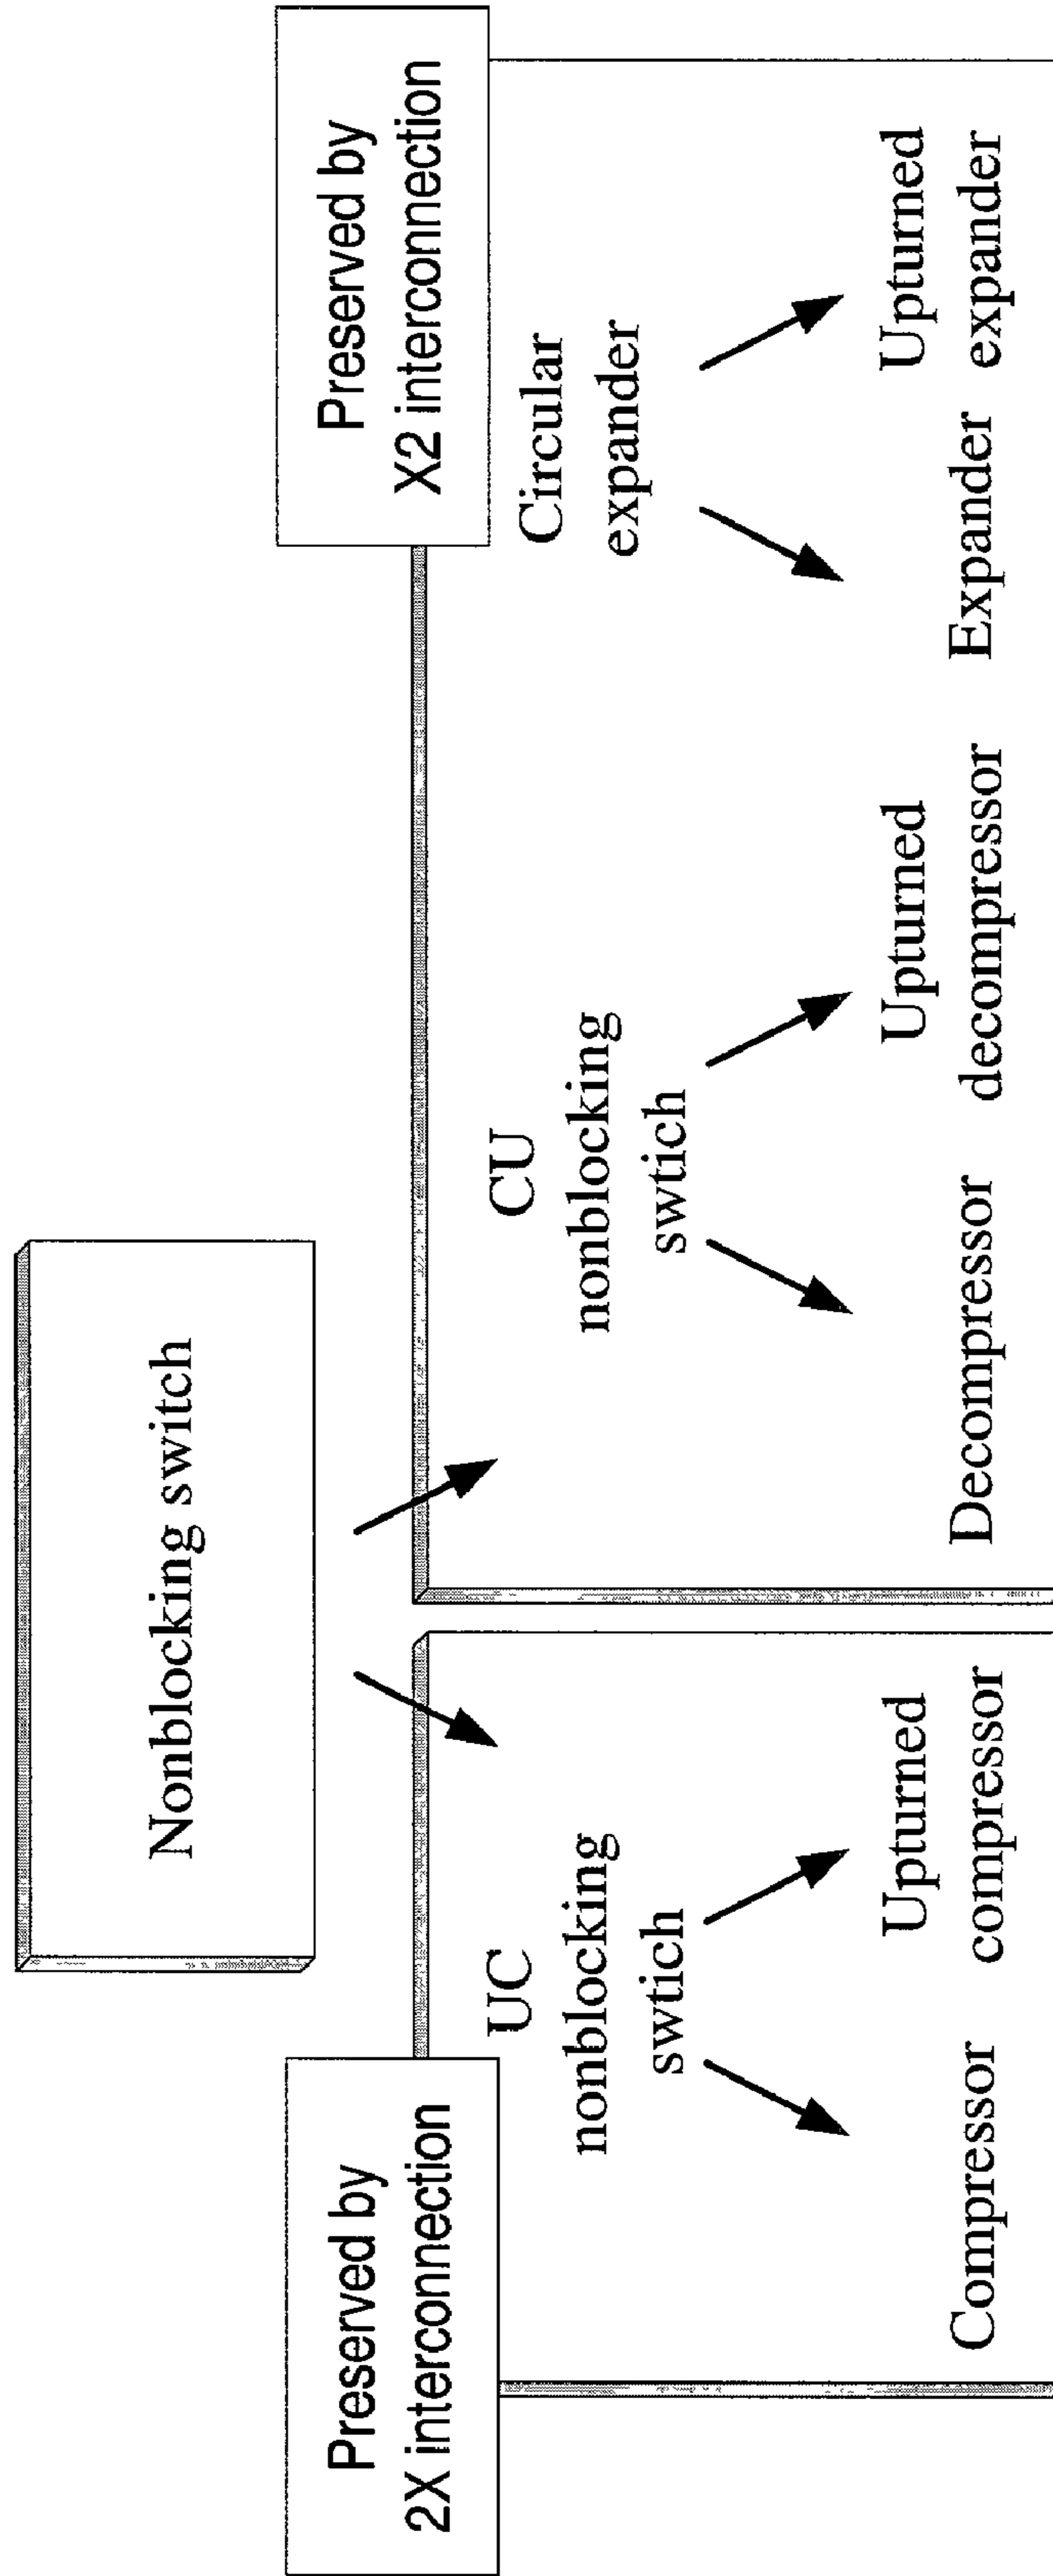 Nonblocking switch
Preserved by
2X interconnection
Preserved by
X2 interconnection
UC
nonblocking
swtich
CU
nonblocking
swtich
Circular
expander
Compressor
Upturned
compressor
Decompressor
Upturned
decompressor
Expander
Upturned
expander